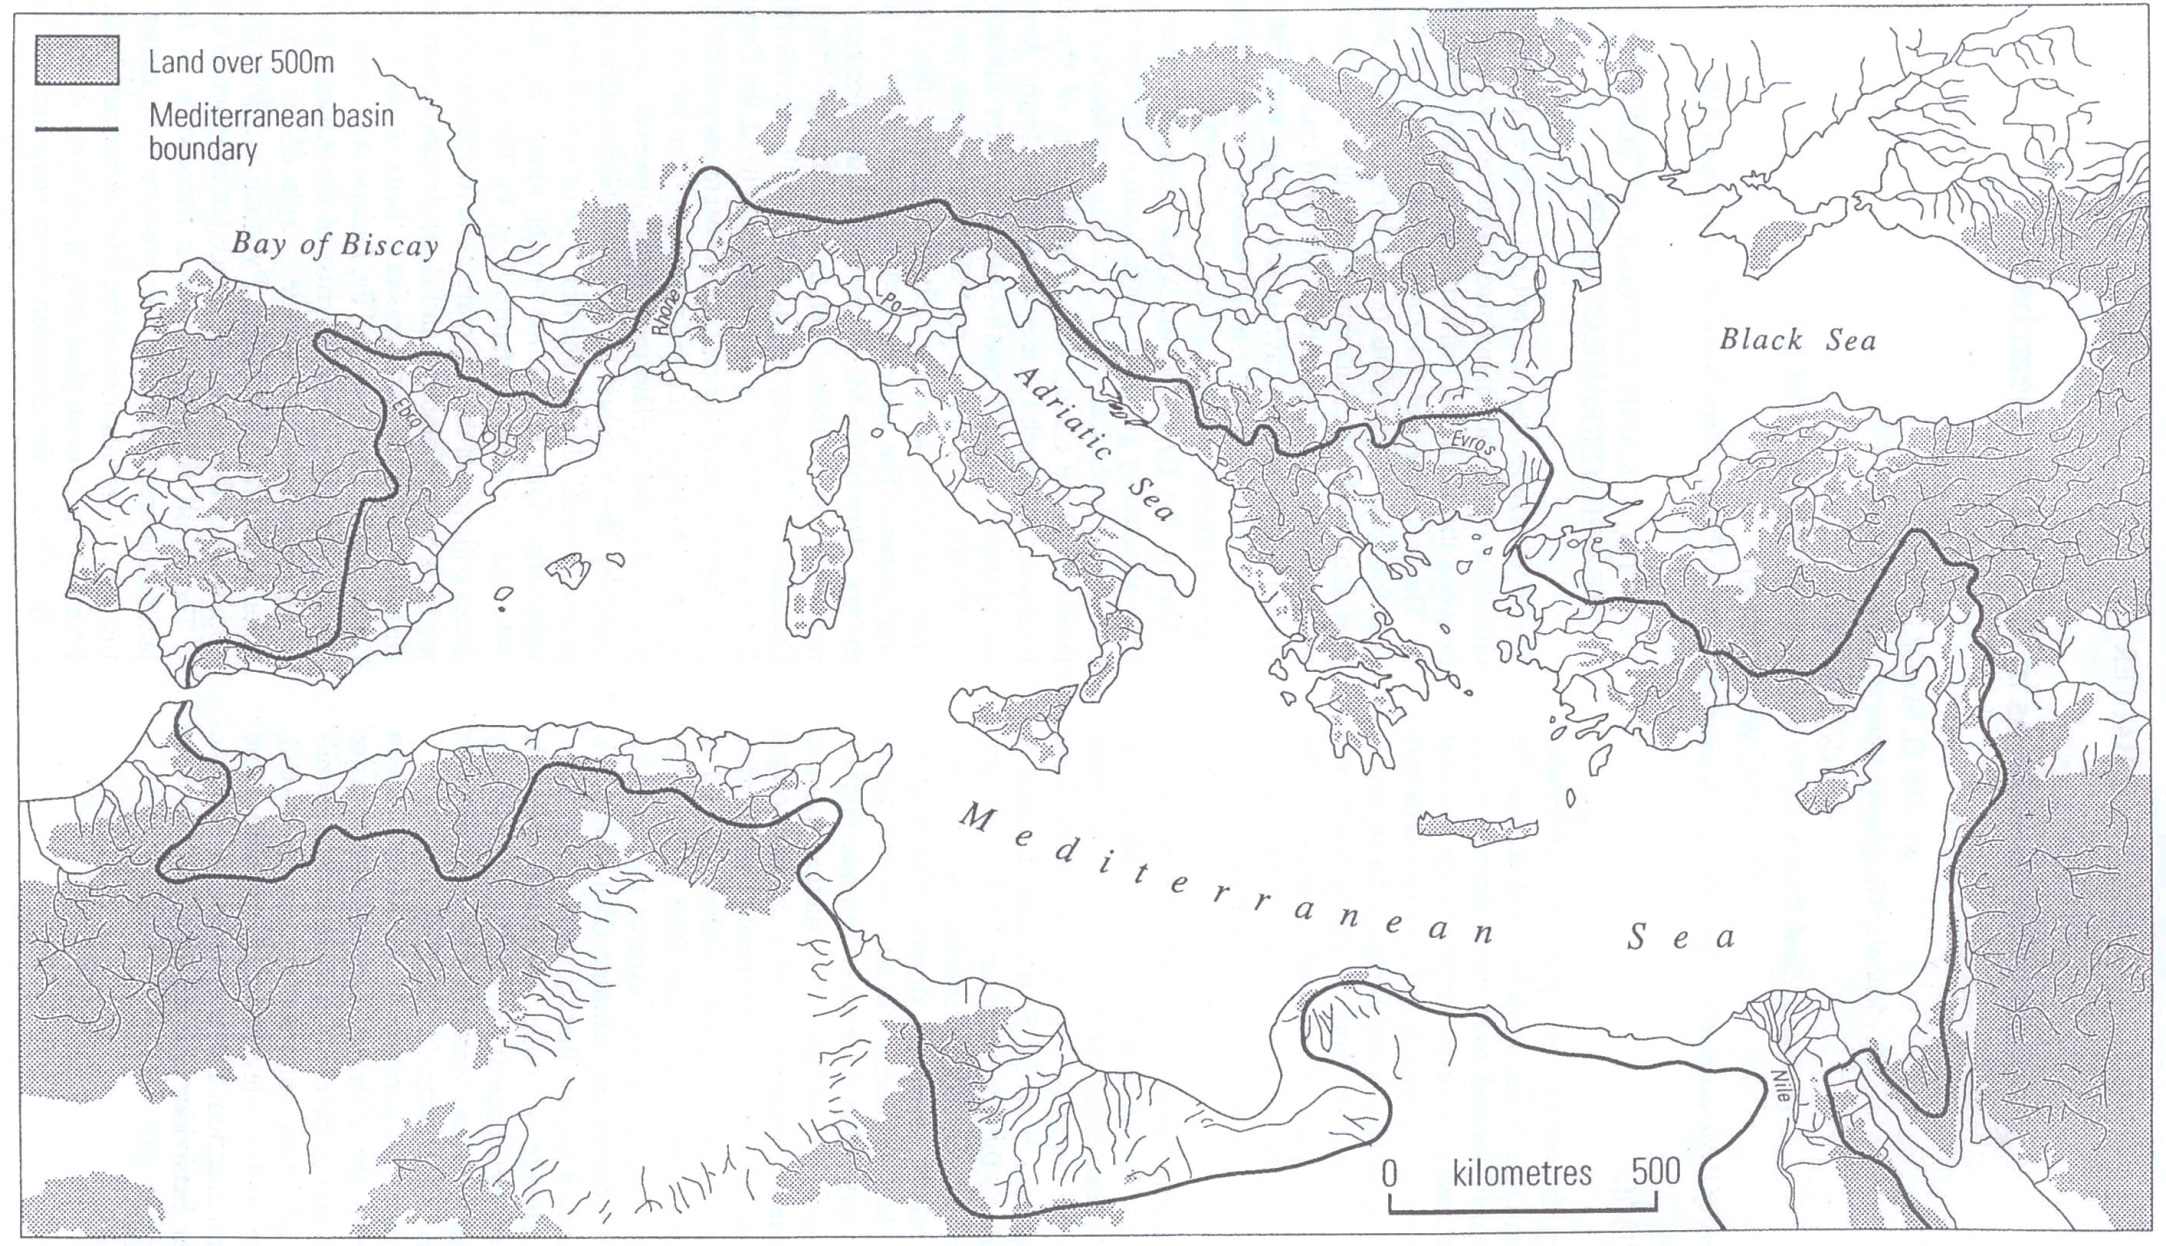 Land over 500m
Mediterranean basin
boundary
Bay of Biscay
Rhone
Po
Black Sea
Ebro
Adriatic Sea
Evros
Mediterranean Sea
Nile
0 kilometres 500